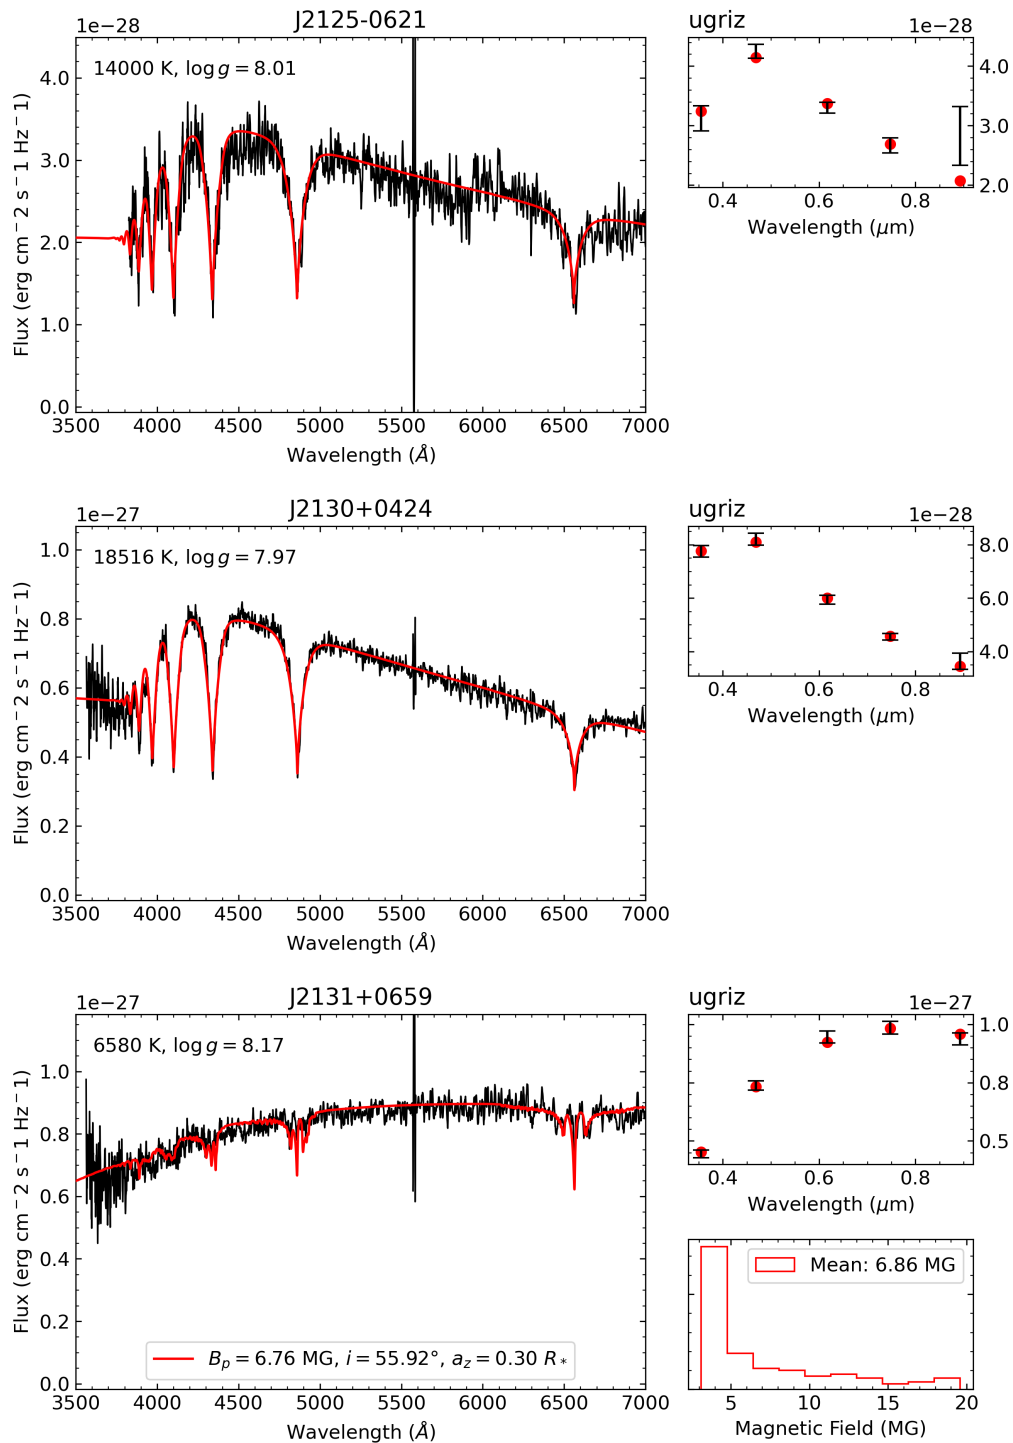 J2125-0621
1e−28
14000 K, log g = 8.01
4.0
3.0
2.0
1.0
0.0
Flux (erg cm−2 s−1 Hz−1)
3500 4000 4500 5000 5500 6000 6500 7000
Wavelength (Å)
ugriz
1e−28
4.0
3.0
2.0
0.4 0.6 0.8
Wavelength (μm)
J2130+0424
1e−27
18516 K, log g = 7.97
1.0
0.8
0.6
0.4
0.2
0.0
Flux (erg cm−2 s−1 Hz−1)
3500 4000 4500 5000 5500 6000 6500 7000
Wavelength (Å)
ugriz
1e−28
8.0
6.0
4.0
0.4 0.6 0.8
Wavelength (μm)
J2131+0659
1e−27
6580 K, log g = 8.17
1.0
0.8
0.6
0.4
0.2
0.0
Flux (erg cm−2 s−1 Hz−1)
Bp = 6.76 MG, i = 55.92°, az = 0.30 R*
3500 4000 4500 5000 5500 6000 6500 7000
Wavelength (Å)
ugriz
1e−27
1.0
0.8
0.5
0.4 0.6 0.8
Wavelength (μm)
Mean: 6.86 MG
5 10 15 20
Magnetic Field (MG)